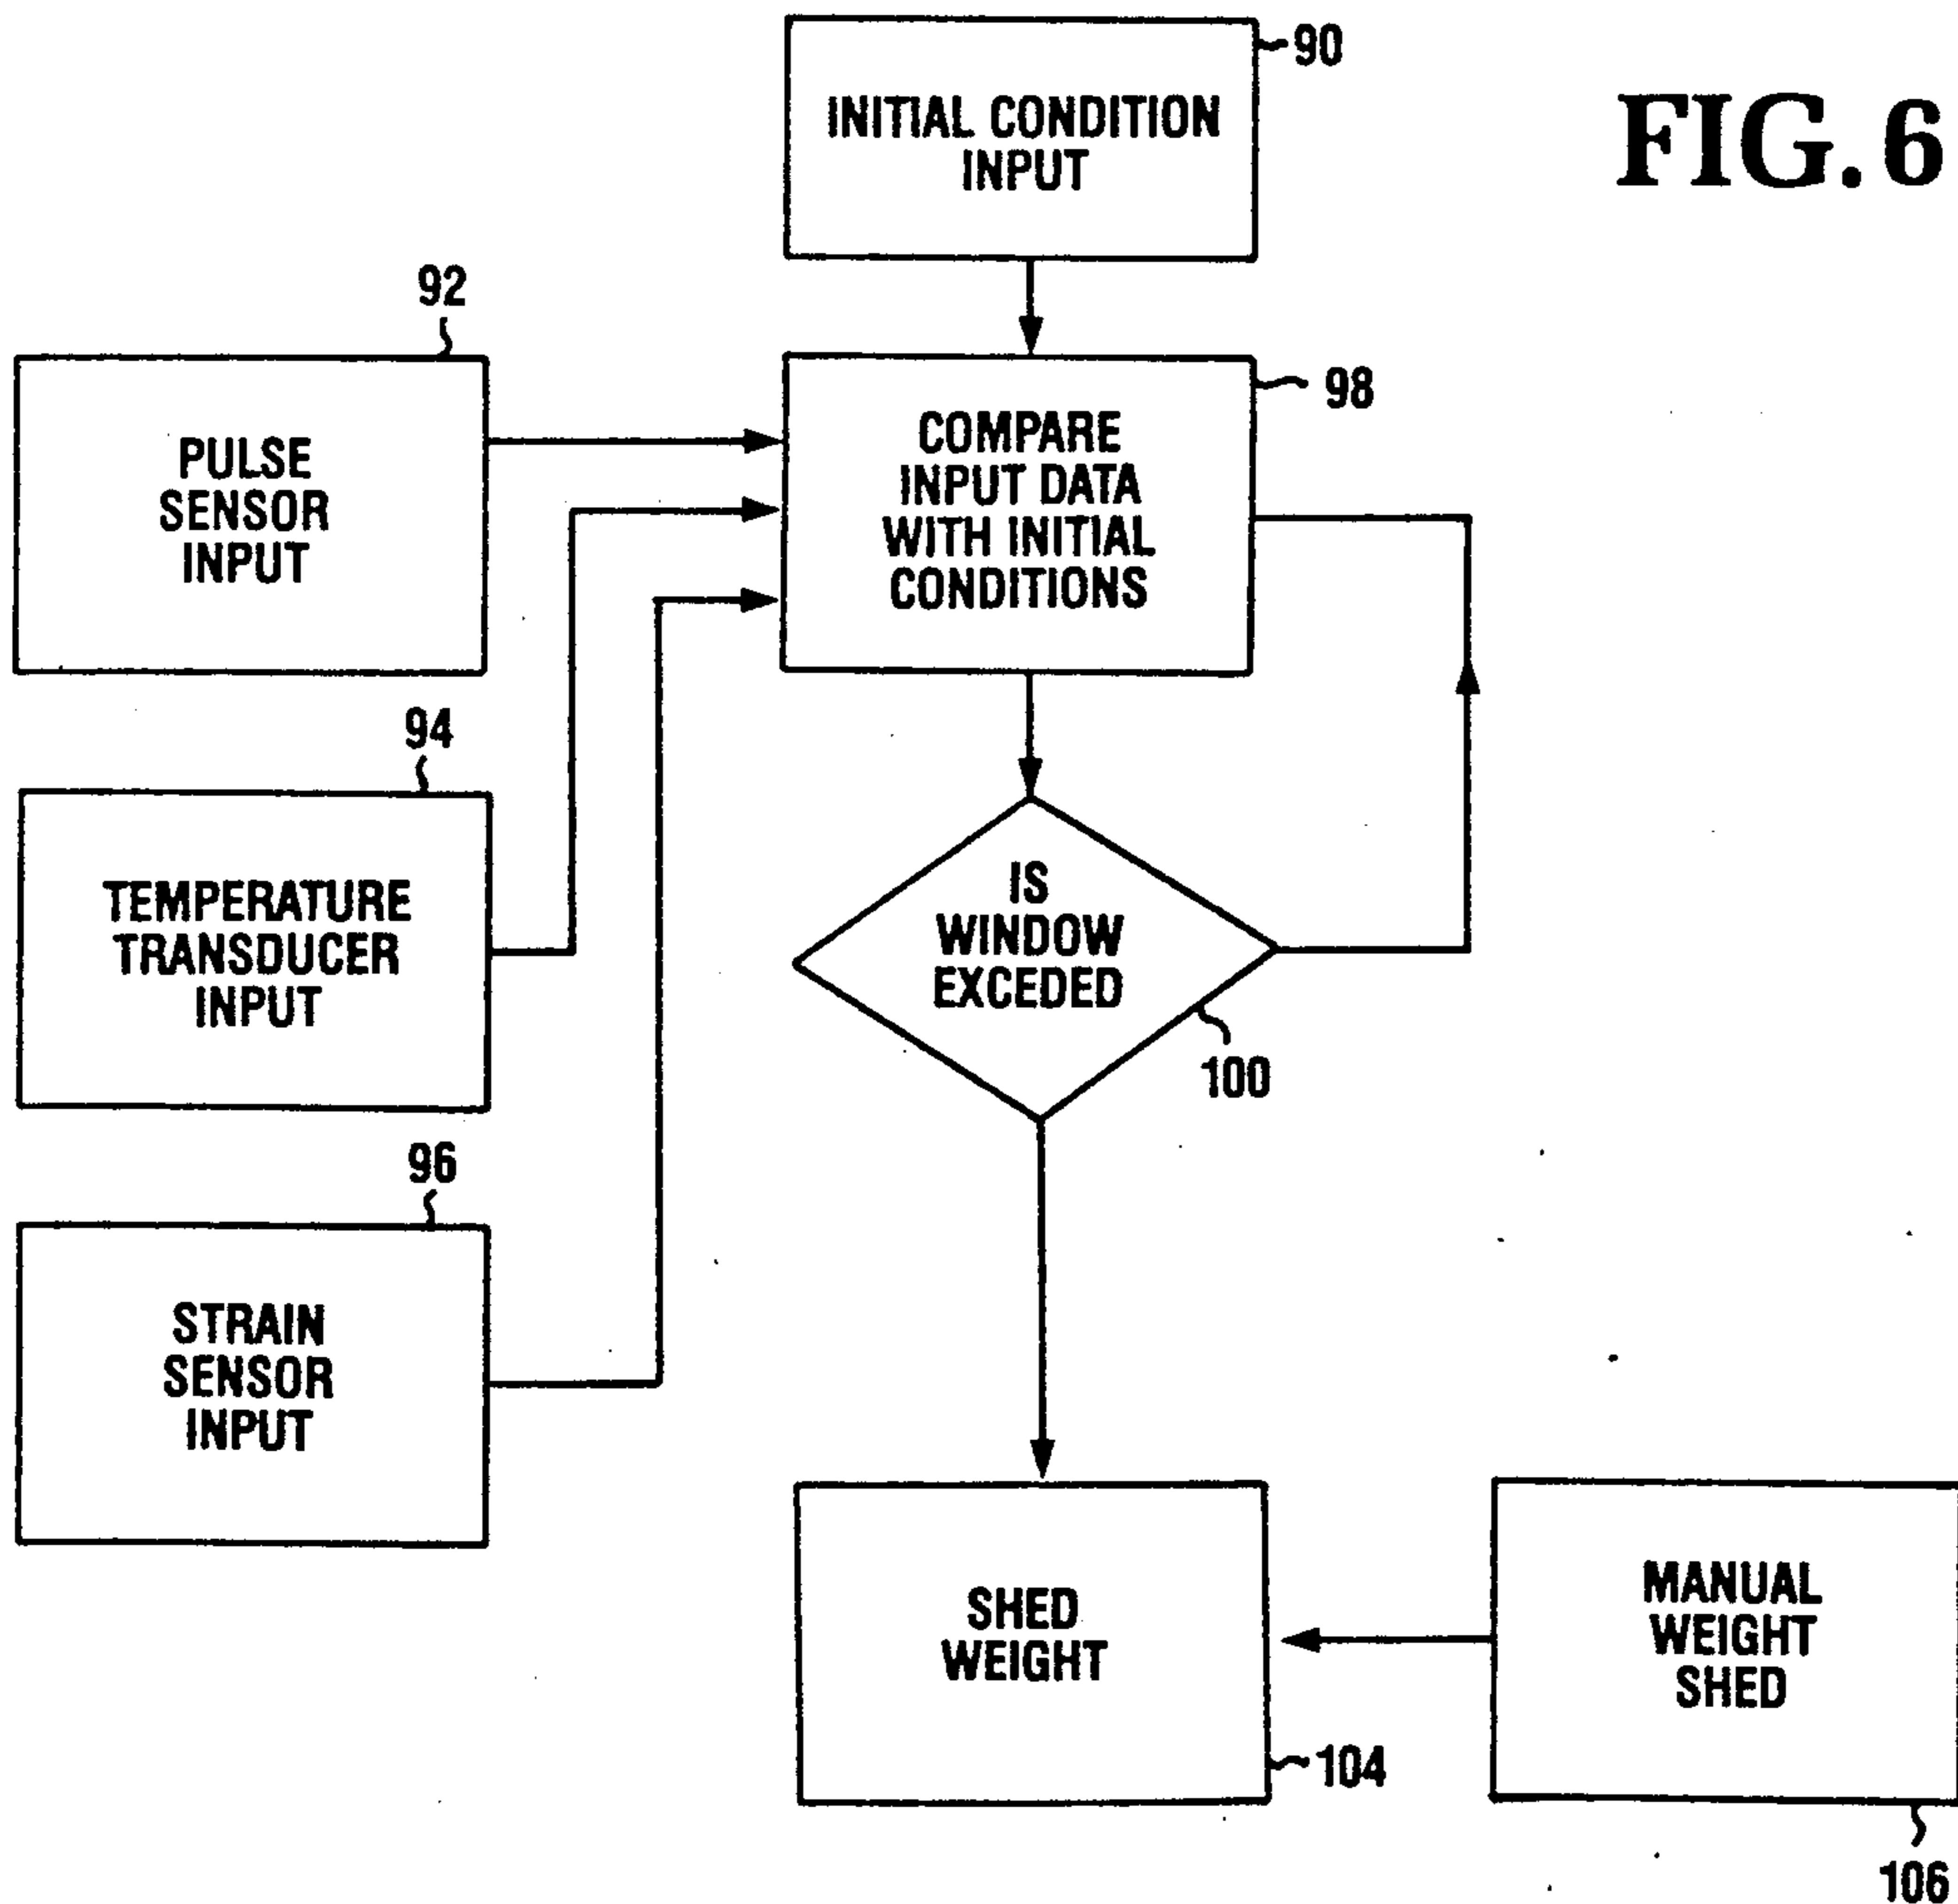 FIG. 6
90
INITIAL CONDITION
INPUT
92
PULSE
SENSOR
INPUT
98
COMPARE
INPUT DATA
WITH INITIAL
CONDITIONS
94
TEMPERATURE
TRANSDUCER
INPUT
IS
WINDOW
EXCEDED
100
96
STRAIN
SENSOR
INPUT
SHED
WEIGHT
104
MANUAL
WEIGHT
SHED
106